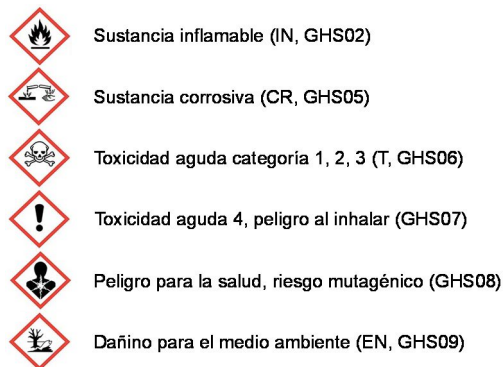 Sustancia inflamable (IN, GHS02)
Sustancia corrosiva (CR, GHS05)
Toxicidad aguda categoría 1, 2, 3 (T, GHS06)
Toxicidad aguda 4, peligro al inhalar (GHS07)
Peligro para la salud, riesgo mutagénico (GHS08)
Dañino para el medio ambiente (EN, GHS09)